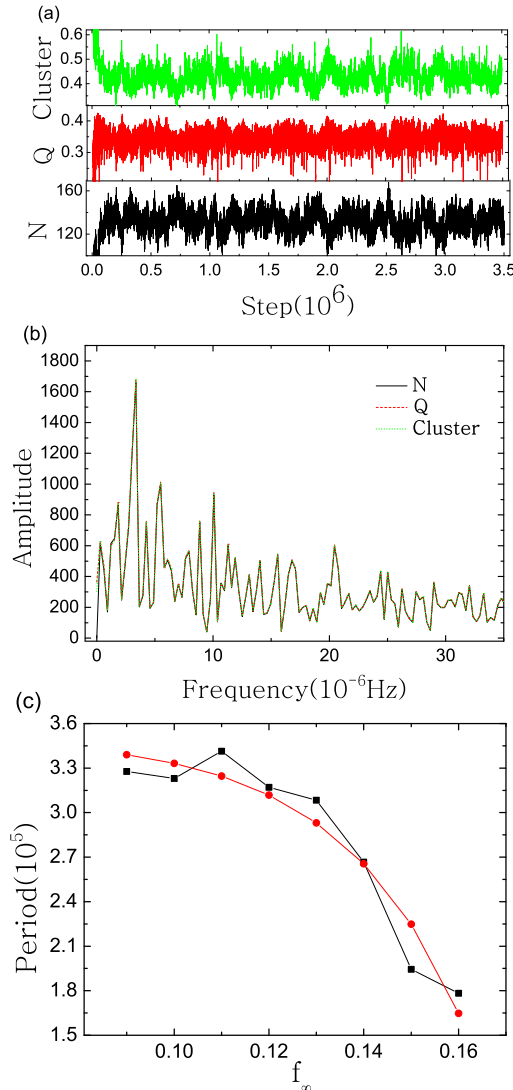 (a)
Cluster
0.6
0.4
Q
0.4
0.3
N
160
120
0.0 0.5 1.0 1.5 2.0 2.5 3.0 3.5
Step(10^6)
(b)
Amplitude
1800
1600
1400
1200
1000
800
600
400
200
0
N
Q
Cluster
0 10 20 30
Frequency(10^-6Hz)
(c)
Period(10^5)
3.6
3.3
3.0
2.7
2.4
2.1
1.8
1.5
0.10 0.12 0.14 0.16
f∞